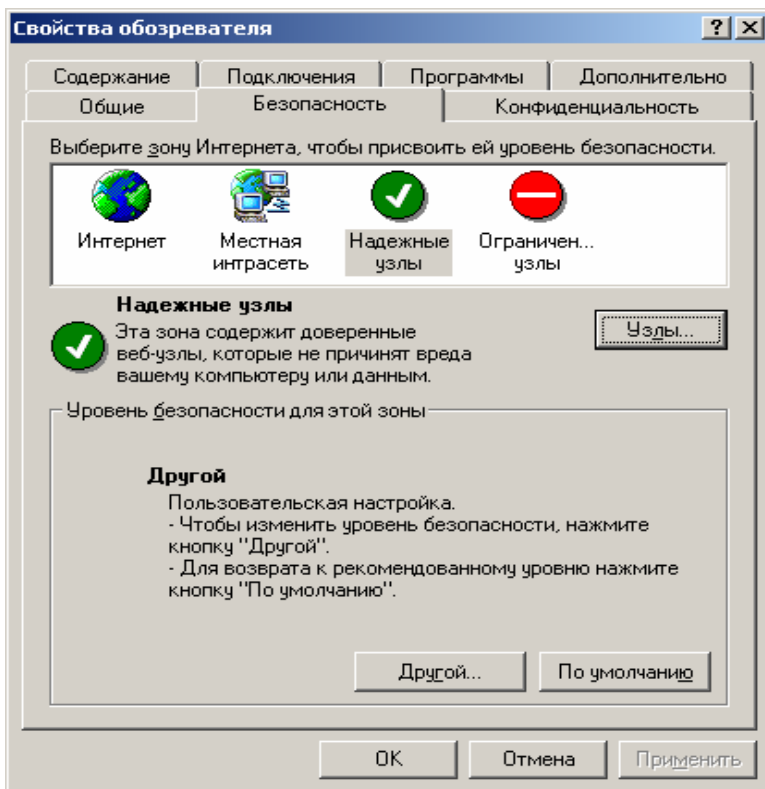 Свойства обозревателя
Содержание Подключения Программы Дополнительно
Общие Безопасность Конфиденциальность
Выберите зону Интернета, чтобы присвоить ей уровень безопасности.
Интернет Местная интрасеть Надежные узлы Ограничен... узлы
Надежные узлы
Эта зона содержит доверенные
веб-узлы, которые не причинят вреда
вашему компьютеру или данным.
Узлы...
Уровень безопасности для этой зоны
Другой
Пользовательская настройка.
- Чтобы изменить уровень безопасности, нажмите
кнопку "Другой".
- Для возврата к рекомендованному уровню нажмите
кнопку "По умолчанию".
Другой... По умолчанию
OK Отмена Применить